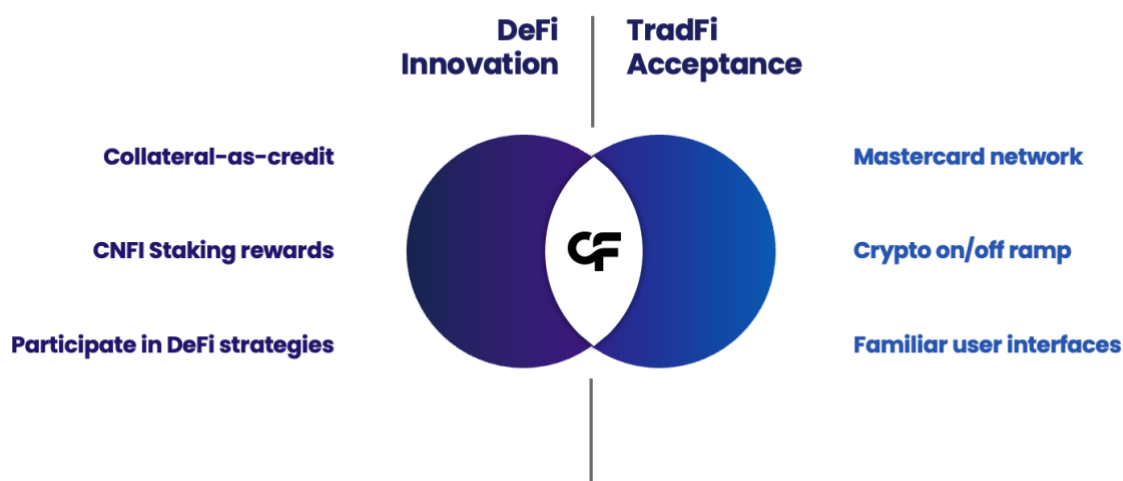 DeFi
Innovation
TradFi
Acceptance
Collateral-as-credit
CNFI Staking rewards
Participate in DeFi strategies
CF
Mastercard network
Crypto on/off ramp
Familiar user interfaces